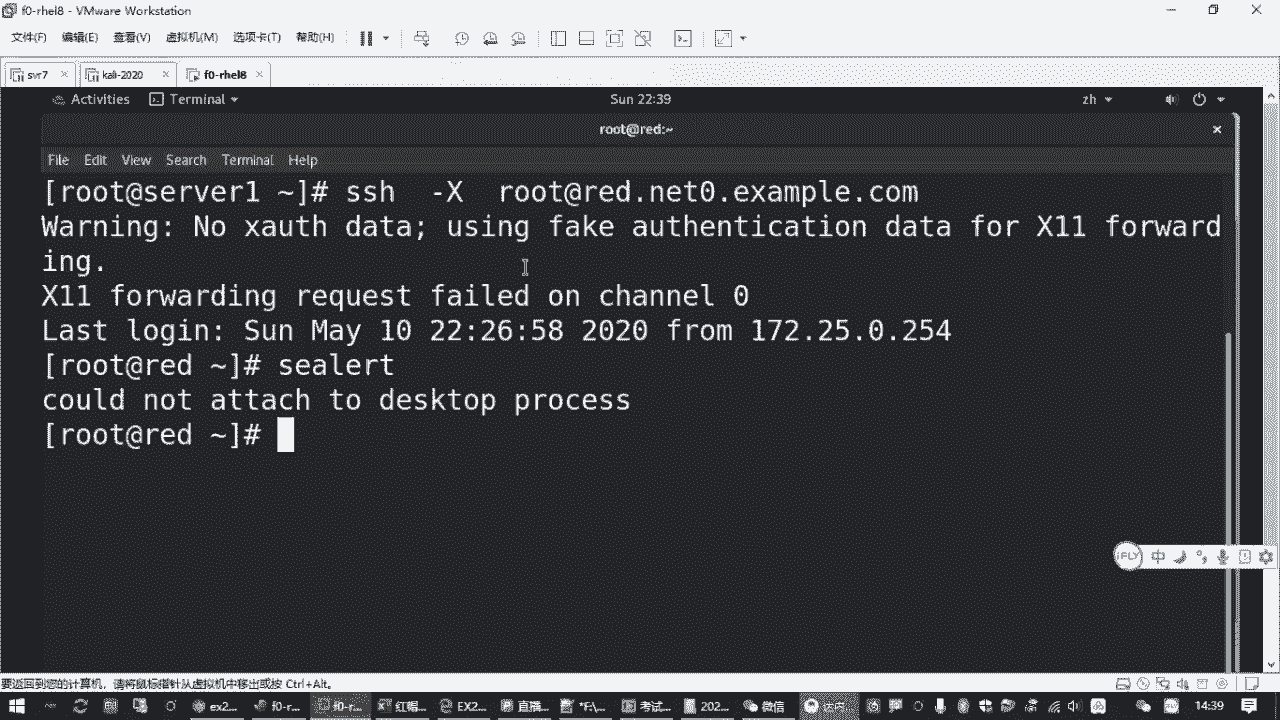 f0-rhel8 - VMware Workstation
文件(F) 编辑(E) 查看(V) 虚拟机(M) 选项卡(T) 帮助(H)
svr7 kali-2020 f0-rhel8
Activities Terminal Sun 22:39 zh
root@red:~
File Edit View Search Terminal Help
[root@server1 ~]# ssh -X root@red.net0.example.com
Warning: No xauth data; using fake authentication data for X11 forward
ing.
X11 forwarding request failed on channel 0
Last login: Sun May 10 22:26:58 2020 from 172.25.0.254
[root@red ~]# sealert
could not attach to desktop process
[root@red ~]#
iFLY 中
要返回到您的计算机，请将鼠标指针从虚拟机中移出或按 Ctrl+Alt。
ex2... f0-r... f0-r... EX2... 直播... 考试... 202... 微信 14:39